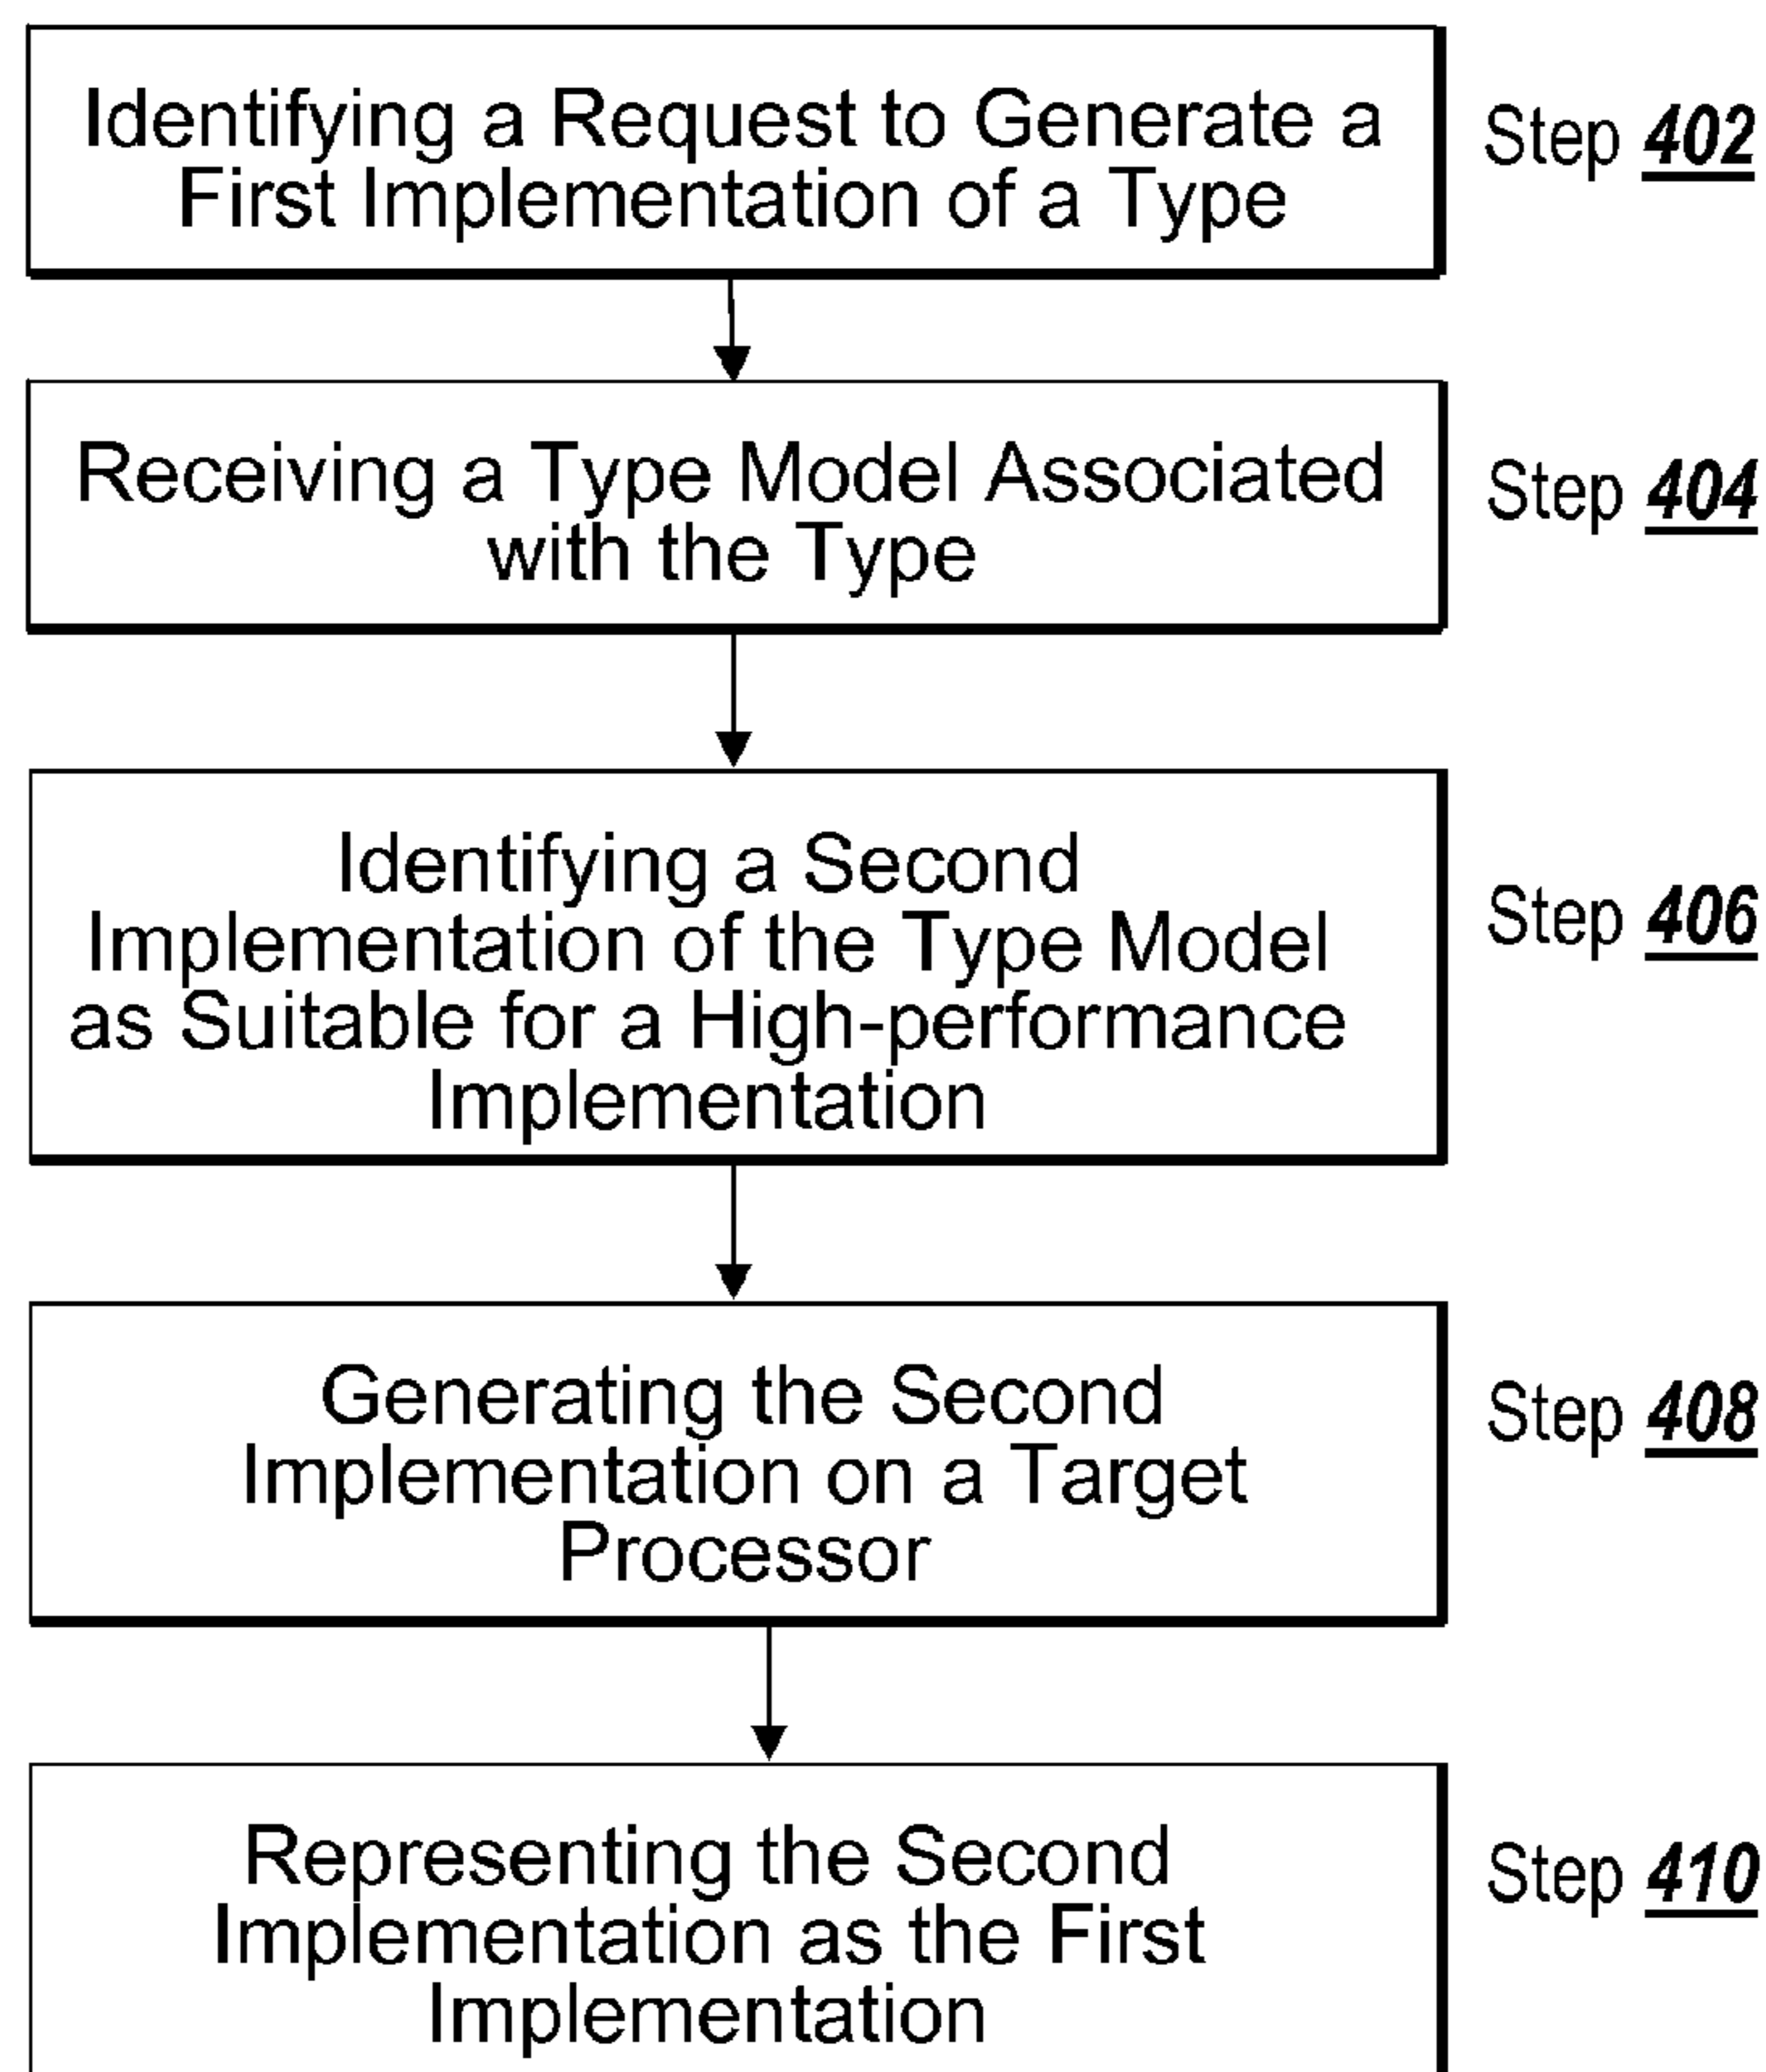 Identifying a Request to Generate a
First Implementation of a Type
Step 402
Receiving a Type Model Associated
with the Type
Step 404
Identifying a Second
Implementation of the Type Model
as Suitable for a High-performance
Implementation
Step 406
Generating the Second
Implementation on a Target
Processor
Step 408
Representing the Second
Implementation as the First
Implementation
Step 410